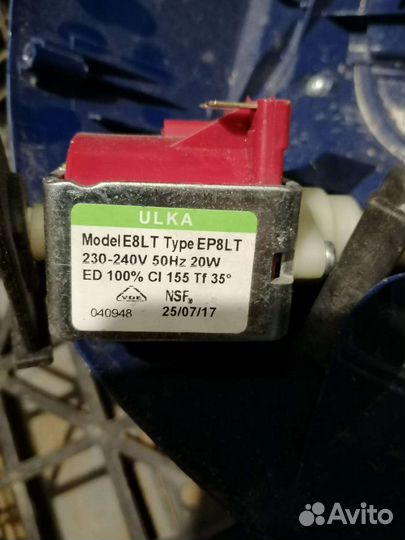 ULKA
Model E8LT Type EP8LT
230-240V 50Hz 20W
ED 100% Cl 155 Tf 35°
VDE NSF®
040948 25/07/17
Avito